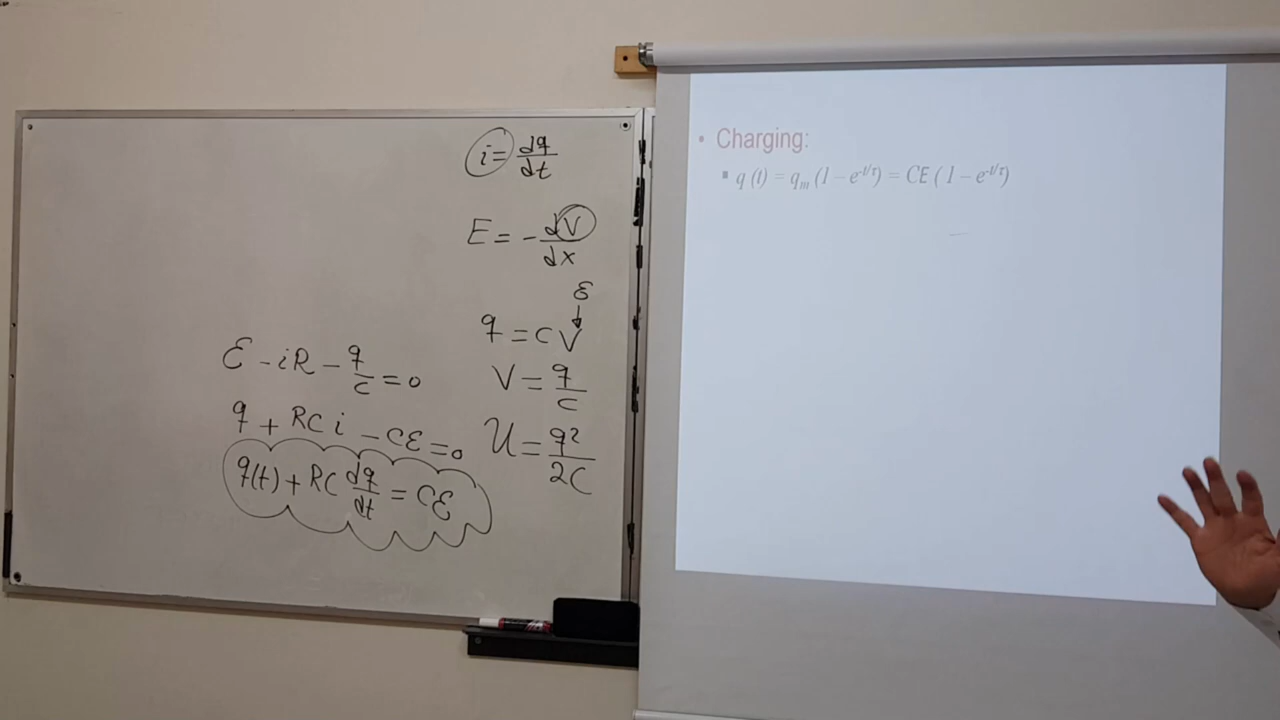 i = dq/dt
E = - dV/dx
ε
q = CV
V = q/C
U = q²/2C
ε - iR - q/C = 0
q + RC i - Cε = 0
q(t) + RC dq/dt = Cε
• Charging:
▪ q (t) = qₘ (1 – e^-t/τ) = CE ( 1 – e^-t/τ)